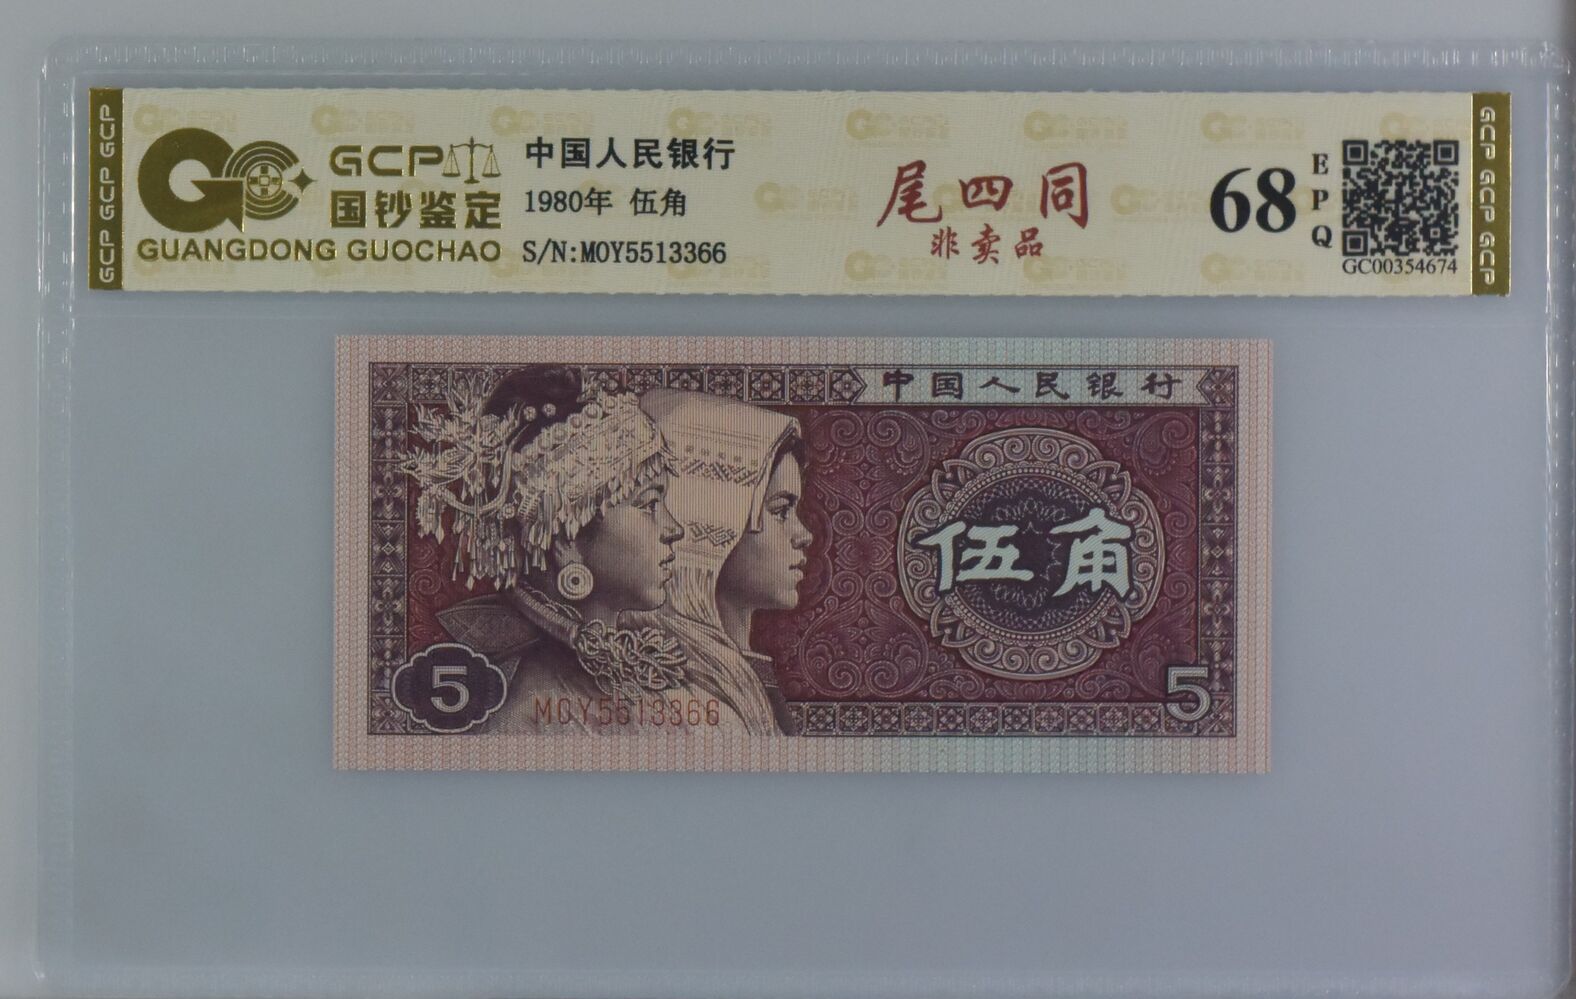 GCP GCP GCP
GCP
国钞鉴定
GUANGDONG GUOCHAO
中国人民银行
1980年 伍角
S/N:MOY5513366
尾四同
非卖品
68
EPQ
GC00354674
GCP GCP GCP
中国人民银行
伍角
5
MOY5513366
5